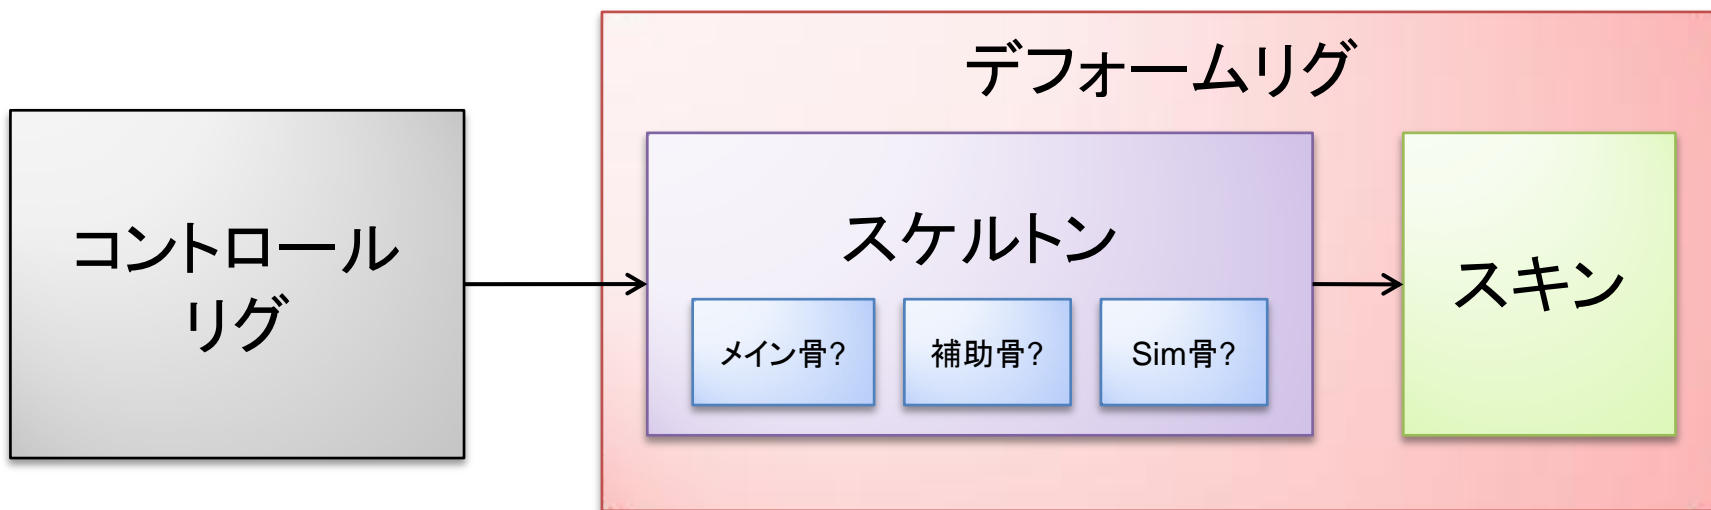 デフォームリグ
コントロール
リグ
スケルトン
メイン骨?
補助骨?
Sim骨?
スキン